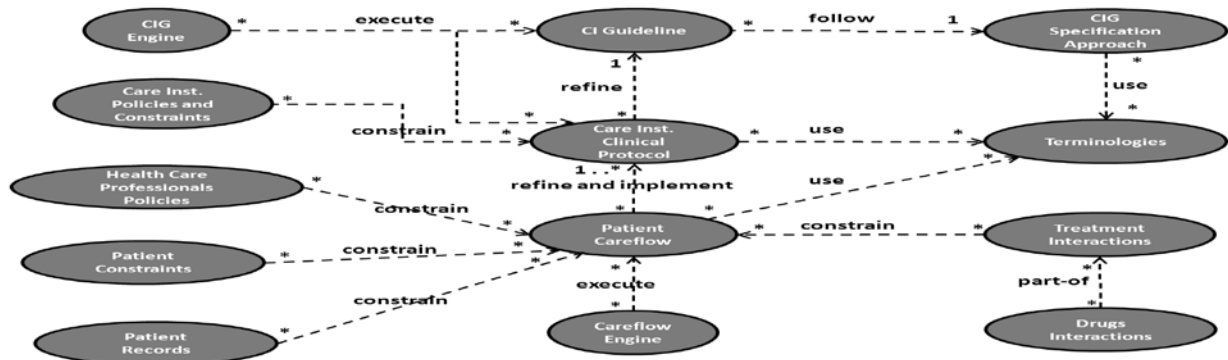 CIG
Engine
*
execute
*
CI Guideline
*
follow
1
CIG
Specification
Approach
1
*
refine
use
*
Care Inst.
Policies and
Constraints
*
constrain
*
*
*
Care Inst.
Clinical
Protocol
*
use
*
Terminologies
*
1..*
refine and implement
*
use
*
Health Care
Professionals
Policies
*
constrain
*
Patient
Careflow
*
constrain
*
Treatment
Interactions
Patient
Constraints
*
constrain
*
*
*
execute
*
part-of
*
*
Patient
Records
*
constrain
Careflow
Engine
Drugs
Interactions